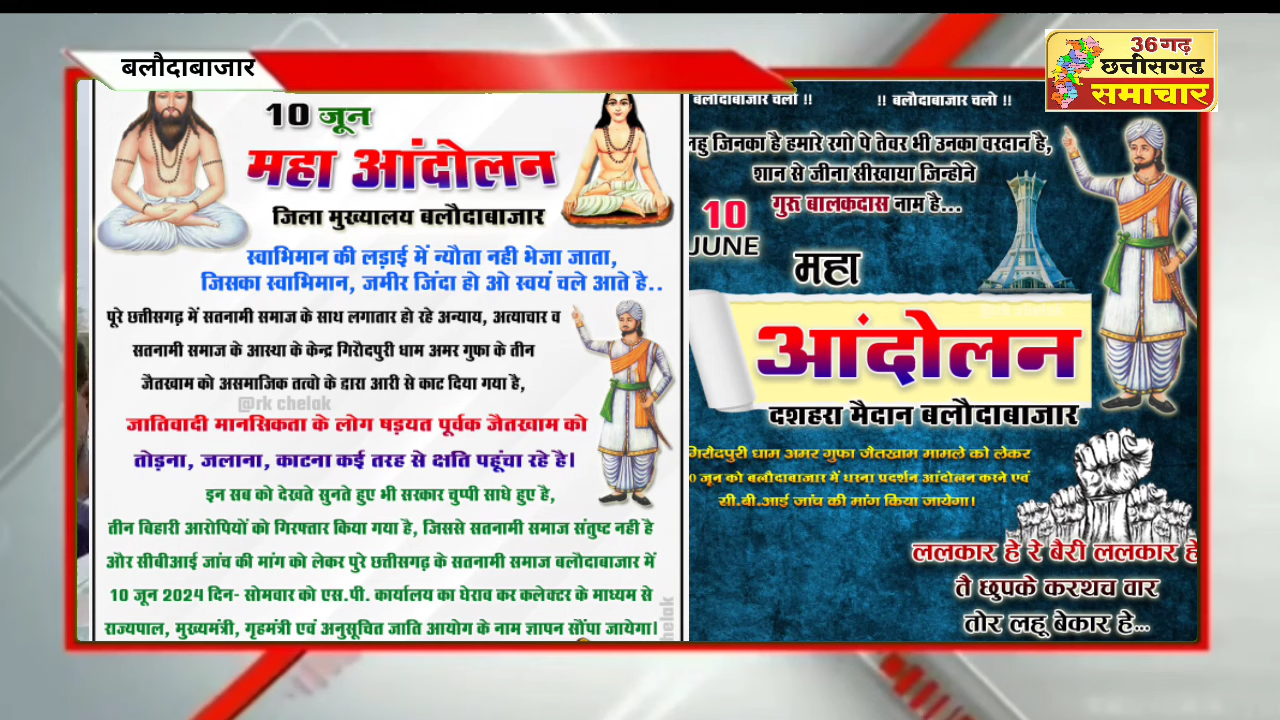 बलौदाबाजार
36गढ़
छत्तीसगढ
समाचार
10 जून
महा आंदोलन
जिला मुख्यालय बलौदाबाजार
स्वाभिमान की लड़ाई में न्यौता नही भेजा जाता,
जिसका स्वाभिमान, जमीर जिंदा हो ओ स्वयं चले आते है..
पूरे छत्तीसगढ़ में सतनामी समाज के साथ लगातार हो रहे अन्याय, अत्याचार व
सतनामी समाज के आस्था के केन्द्र गिरौदपुरी धाम अमर गुफा के तीन
जैतखाम को असमाजिक तत्वो के द्वारा आरी से काट दिया गया है,
@rk chelak
जातिवादी मानसिकता के लोग षड़यत पूर्वक जैतखाम को
तोड़ना, जलाना, काटना कई तरह से क्षति पहूंचा रहे है।
इन सब को देखते सुनते हुए भी सरकार चुप्पी साधे हुए है,
तीन बिहारी आरोपियों को गिरफ्तार किया गया है, जिससे सतनामी समाज संतुष्ट नही है
और सीबीआई जांच की मांग को लेकर पुरे छत्तीसगढ़ के सतनामी समाज बलौदाबाजार में
10 जून 2024 दिन- सोमवार को एस.पी. कार्यालय का घेराव कर कलेक्टर के माध्यम से
राज्यपाल, मुख्यमंत्री, गृहमंत्री एवं अनुसूचित जाति आयोग के नाम ज्ञापन सौंपा जायेगा।
helak
बलौदाबाजार चलो !!
!! बलौदाबाजार चलो !!
लहु जिनका है हमारे रगो पे तेवर भी उनका वरदान है,
शान से जीना सीखाया जिन्होने
गुरू बालकदास नाम है...
10
JUNE
महा
आंदोलन
दशहरा मैदान बलौदाबाजार
गिरौदपुरी धाम अमर गुफा जैतखाम मामले को लेकर
0 जून को बलौदाबाजार में धरना प्रदर्शन आंदोलन करने एवं
सी.बी.आई जांच की मांग किया जायेगा।
ललकार हे रे बैरी ललकार हे
तै छुपके करथच वार
तोर लहू बेकार हे...